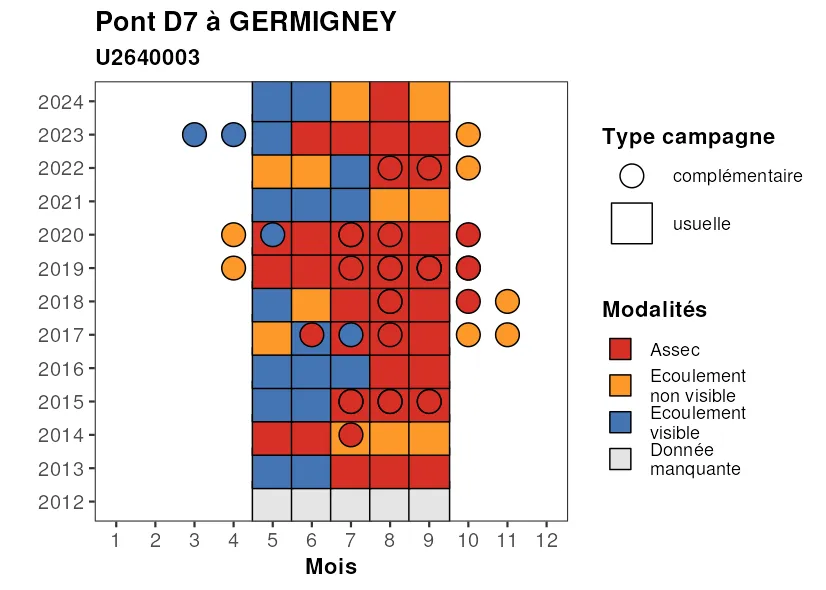 Pont D7 à GERMIGNEY
U2640003
2024
2023
2022
2021
2020
2019
2018
2017
2016
2015
2014
2013
2012
1 2 3 4 5 6 7 8 9 10 11 12
Mois
Type campagne
complémentaire
usuelle
Modalités
Assec
Ecoulement
non visible
Ecoulement
visible
Donnée
manquante